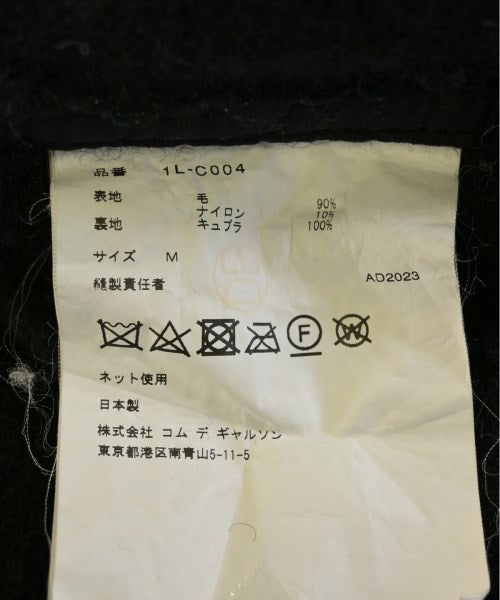 品番 1L-C004
表地 毛 90%
ナイロン 10%
裏地 キュプラ 100%
サイズ M
縫製責任者 AD2023
F W
ネット使用
日本製
株式会社 コム デ ギャルソン
東京都港区南青山5-11-5